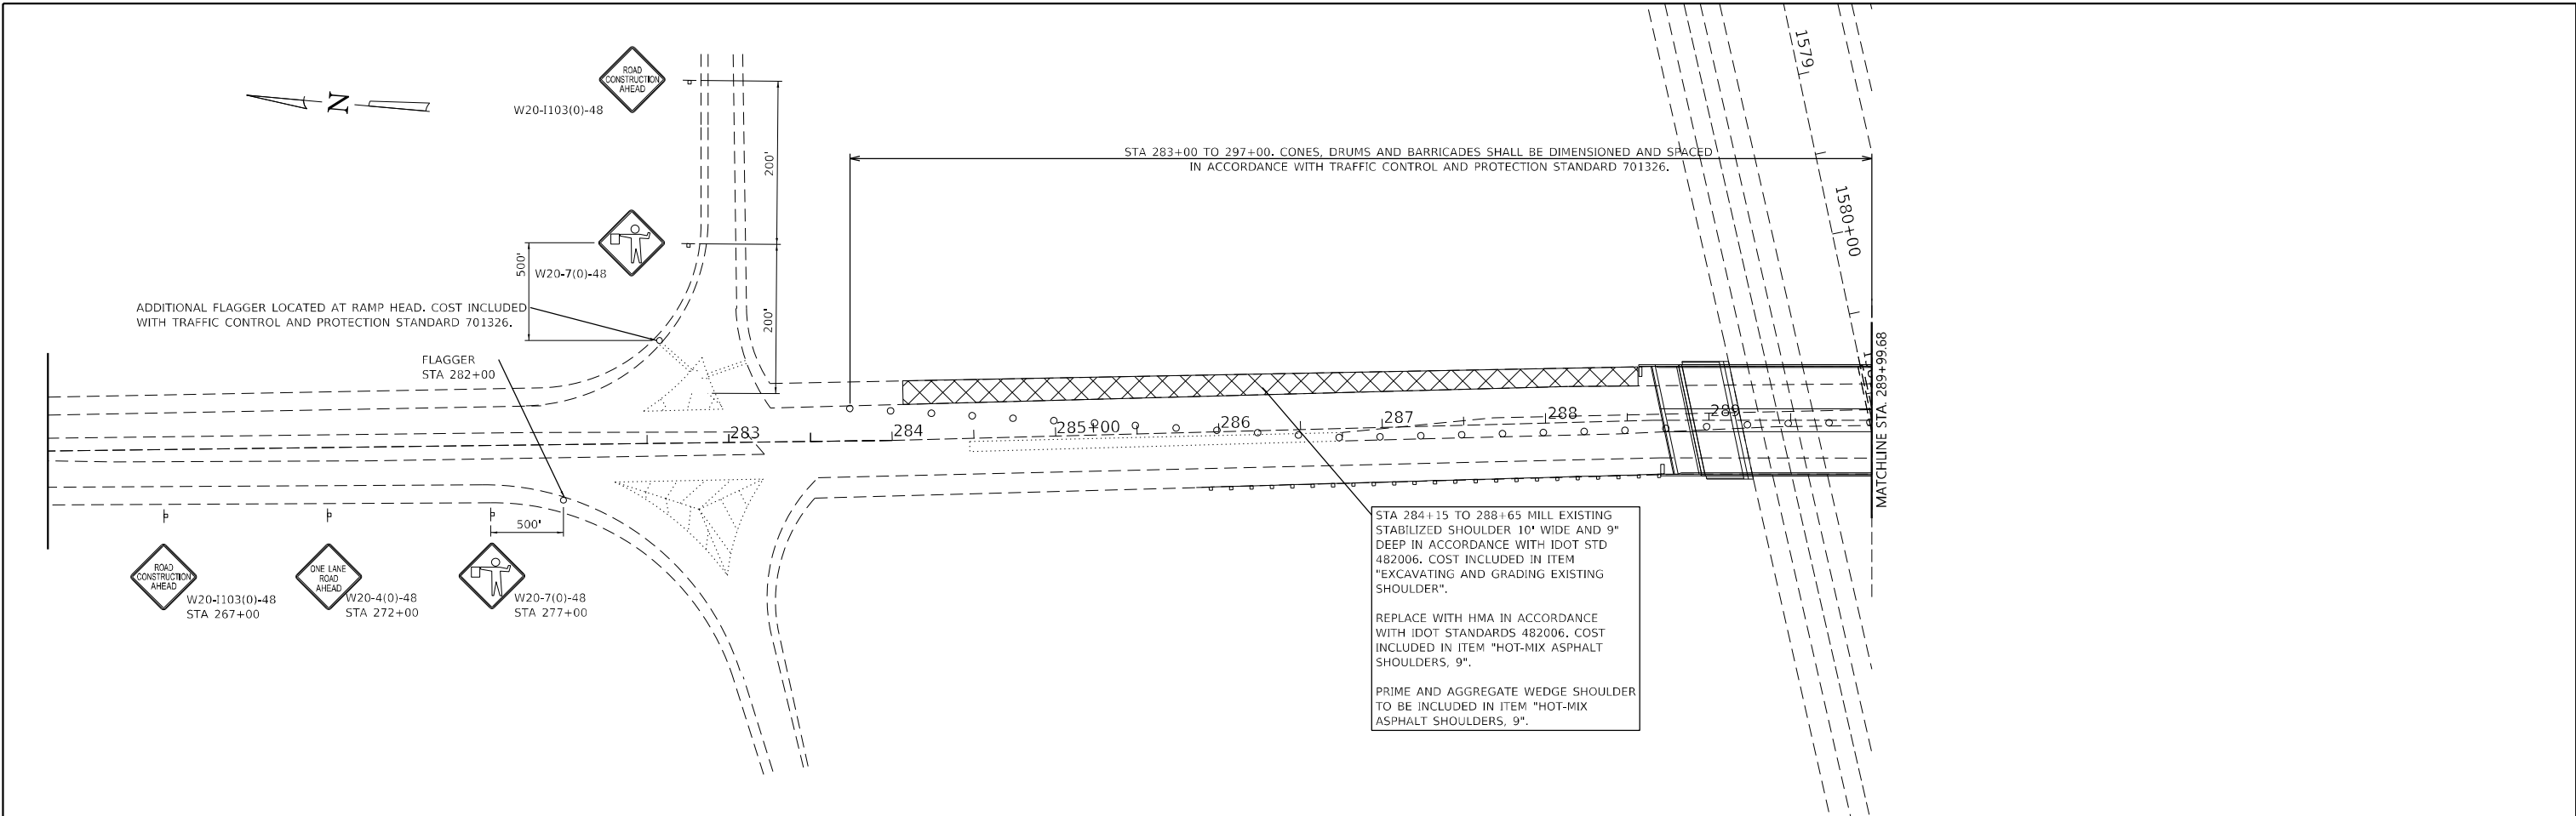 ROAD
CONSTRUCTION
AHEAD
W20-I103(0)-48
N
200'
STA 283+00 TO 297+00. CONES, DRUMS AND BARRICADES SHALL BE DIMENSIONED AND SPACED
IN ACCORDANCE WITH TRAFFIC CONTROL AND PROTECTION STANDARD 701326.
1579
1580+00
W20-7(0)-48
500'
200'
ADDITIONAL FLAGGER LOCATED AT RAMP HEAD. COST INCLUDED
WITH TRAFFIC CONTROL AND PROTECTION STANDARD 701326.
FLAGGER
STA 282+00
283
284
285+00
286
287
288
289
MATCHLINE STA. 289+99.68
500'
ROAD
CONSTRUCTION
AHEAD
W20-I103(0)-48
STA 267+00
ONE LANE
ROAD
AHEAD
W20-4(0)-48
STA 272+00
W20-7(0)-48
STA 277+00
STA 284+15 TO 288+65 MILL EXISTING
STABILIZED SHOULDER 10' WIDE AND 9"
DEEP IN ACCORDANCE WITH IDOT STD
482006. COST INCLUDED IN ITEM
"EXCAVATING AND GRADING EXISTING
SHOULDER".
REPLACE WITH HMA IN ACCORDANCE
WITH IDOT STANDARDS 482006. COST
INCLUDED IN ITEM "HOT-MIX ASPHALT
SHOULDERS, 9".
PRIME AND AGGREGATE WEDGE SHOULDER
TO BE INCLUDED IN ITEM "HOT-MIX
ASPHALT SHOULDERS, 9".